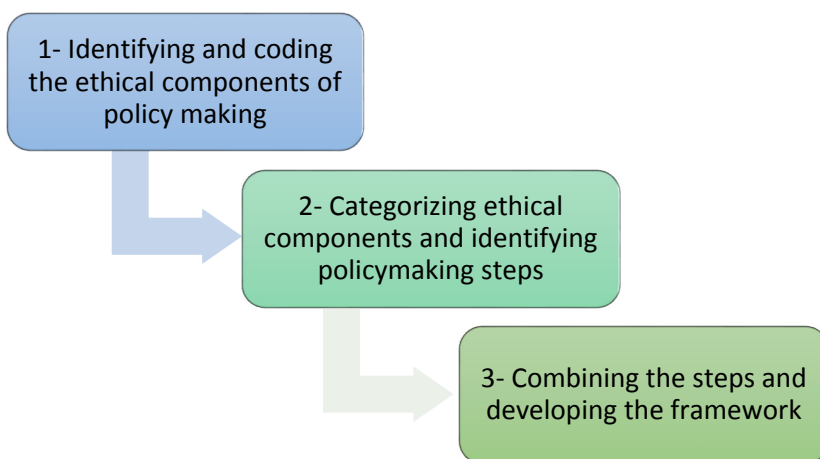 1- Identifying and coding
the ethical components of
policy making
2- Categorizing ethical
components and identifying
policymaking steps
3- Combining the steps and
developing the framework